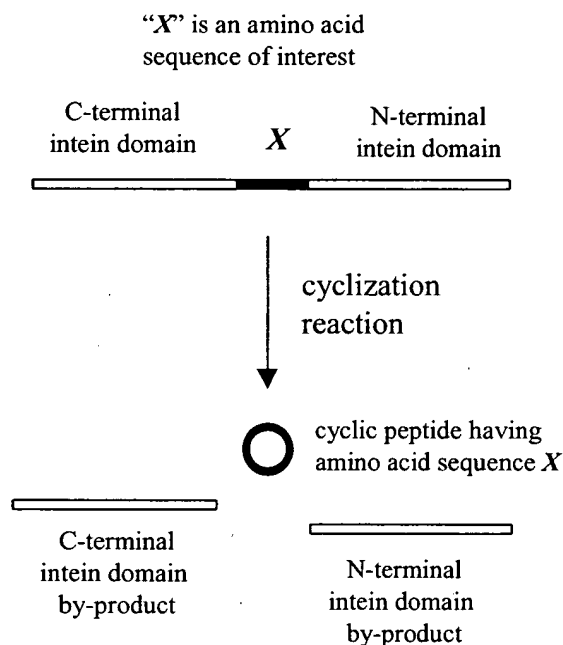 “X” is an amino acid
sequence of interest
C-terminal
intein domain
X
N-terminal
intein domain
cyclization
reaction
cyclic peptide having
amino acid sequence X
C-terminal
intein domain
by-product
N-terminal
intein domain
by-product